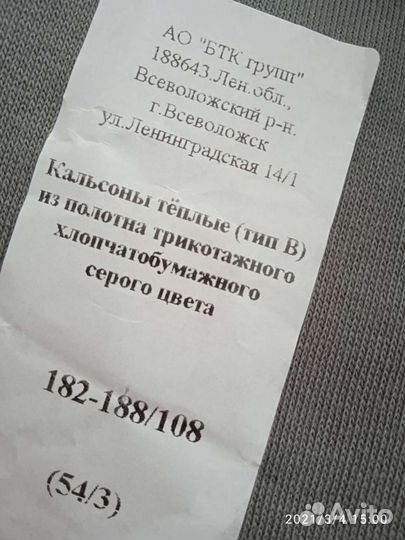 АО "БТК групп"
188643.Лен.обл.,
Всеволожский р-н.
г.Всеволожск
ул.Ленинградская 14/1
Кальсоны тёплые (тип В)
из полотна трикотажного
хлопчатобумажного
серого цвета
182-188/108
(54/3)
Avito
2021/3/4 15:00